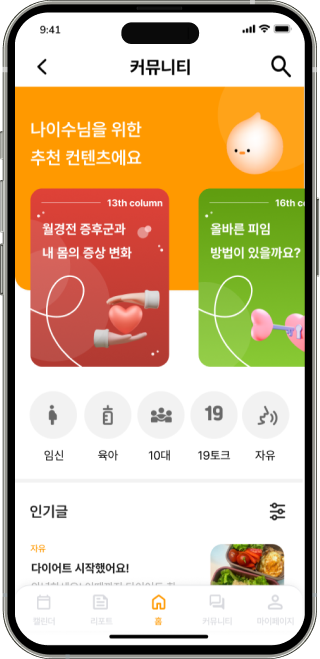 9:41
커뮤니티
나이수님을 위한
추천 컨텐츠에요
13th column
월경전 증후군과
내 몸의 증상 변화
16th co
올바른 피임
방법이 있을까요?
임신
육아
10대
19
19토크
자유
인기글
자유
다이어트 시작했어요!
캘린더
리포트
홈
커뮤니티
마이페이지